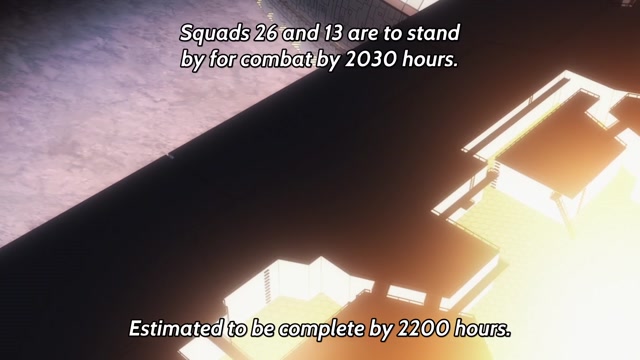 Squads 26 and 13 are to stand
by for combat by 2030 hours.
Estimated to be complete by 2200 hours.